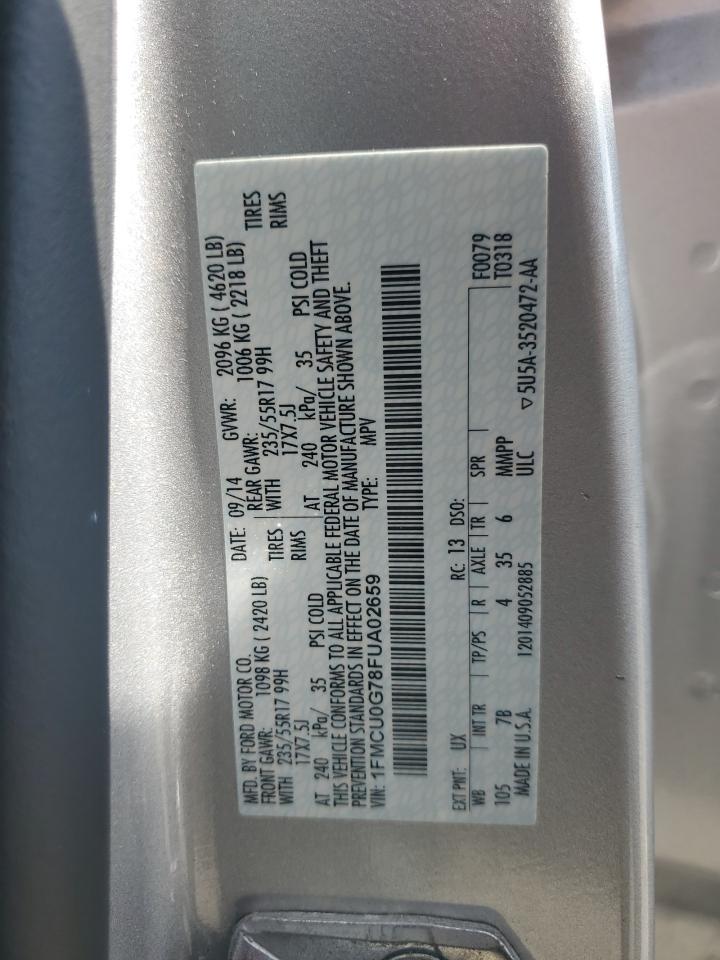 MFD. BY FORD MOTOR CO.
DATE: 09/14 GVWR: 2096 KG ( 4620 LB)
FRONT GAWR: 1098 KG ( 2420 LB) REAR GAWR: 1006 KG ( 2218 LB)
WITH 235/55R17 99H TIRES WITH 235/55R17 99H TIRES
17X7.5J RIMS 17X7.5J RIMS
AT 240 kPa/ 35 PSI COLD AT 240 kPa/ 35 PSI COLD
THIS VEHICLE CONFORMS TO ALL APPLICABLE FEDERAL MOTOR VEHICLE SAFETY AND THEFT
PREVENTION STANDARDS IN EFFECT ON THE DATE OF MANUFACTURE SHOWN ABOVE.
VIN: 1FMCU0G78FUA02659 TYPE: MPV
EXT PNT: UX RC: 13 DSO:
WB INT TR TP/PS R AXLE TR SPR F0079
105 7B 4 35 6 MMPP T0318
MADE IN U.S.A. 1201409052885 ULC ▽ 5U5A-3520472-AA